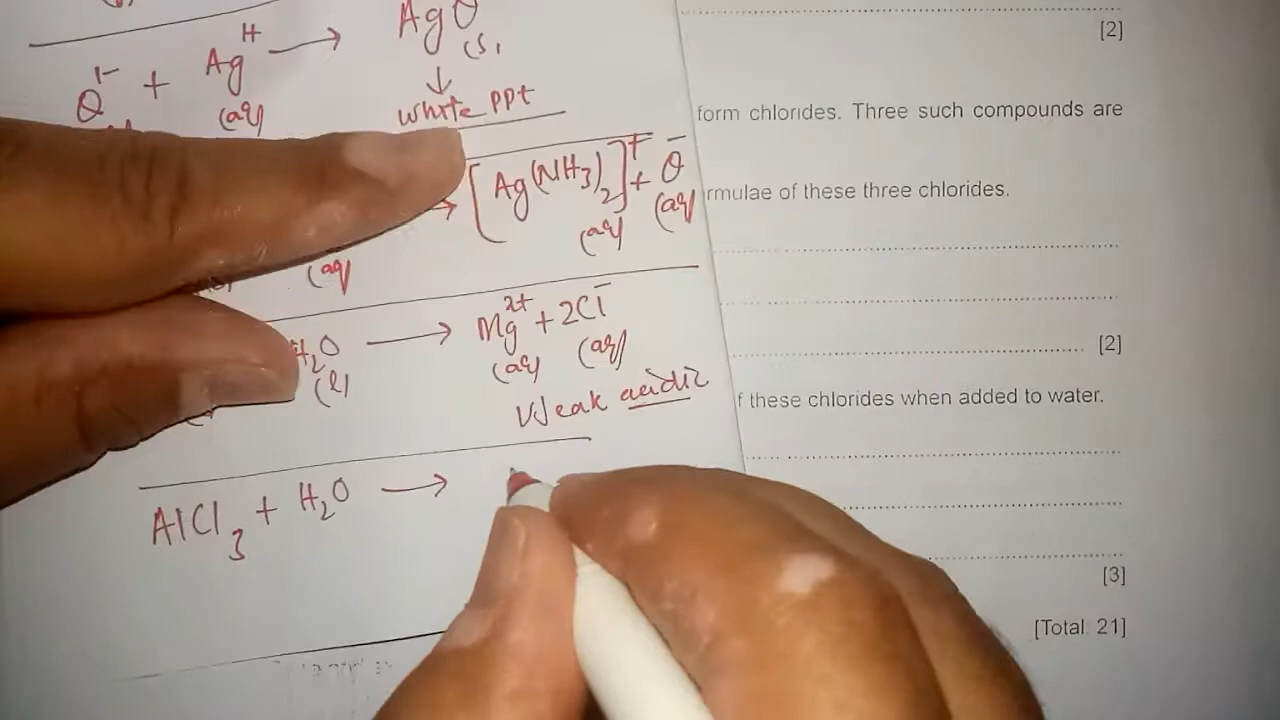 [2]
Cl¹⁻ + Ag¹⁺ ⟶ AgCl
(aq) (s)
↓
white ppt
form chlorides. Three such compounds are
⟶ [Ag(NH₃)₂]⁺ + Cl⁻
(aq) (aq)
rmulae of these three chlorides.
(aq)
H₂O ⟶ Mg²⁺ + 2Cl⁻
(l) (aq) (aq)
[2]
Weak acidic
f these chlorides when added to water.
AlCl₃ + H₂O ⟶
[3]
[Total 21]